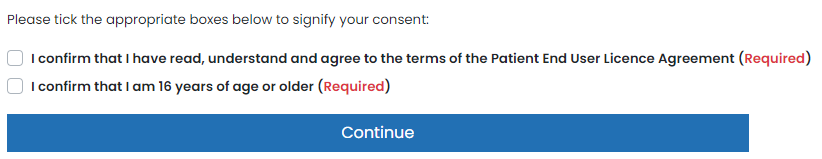 Please tick the appropriate boxes below to signify your consent:
I confirm that I have read, understand and agree to the terms of the Patient End User Licence Agreement (Required)
I confirm that I am 16 years of age or older (Required)
Continue